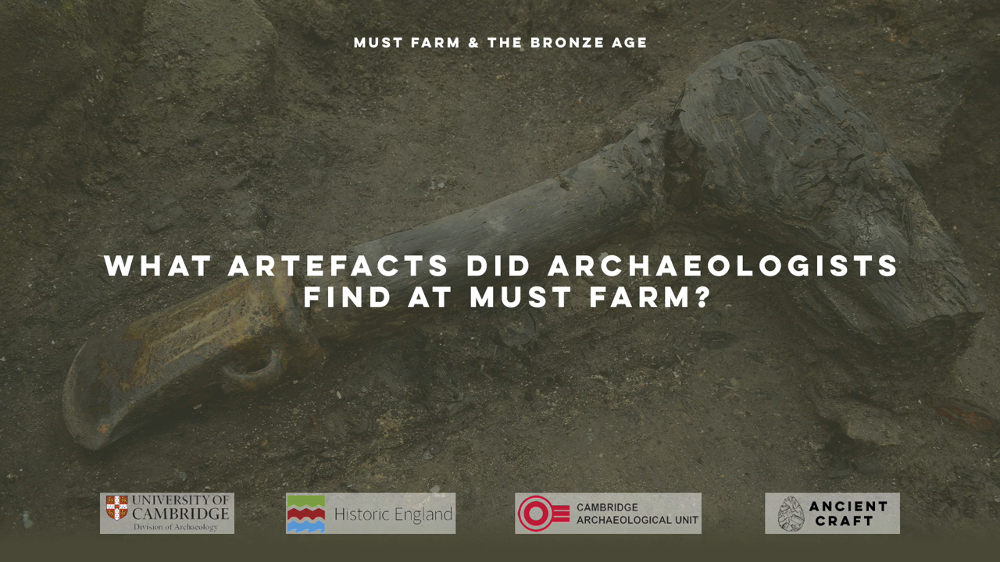 MUST FARM & THE BRONZE AGE
WHAT ARTEFACTS DID ARCHAEOLOGISTS
FIND AT MUST FARM?
UNIVERSITY OF
CAMBRIDGE
Division of Archaeology
Historic England
CAMBRIDGE
ARCHAEOLOGICAL UNIT
ANCIENT
CRAFT